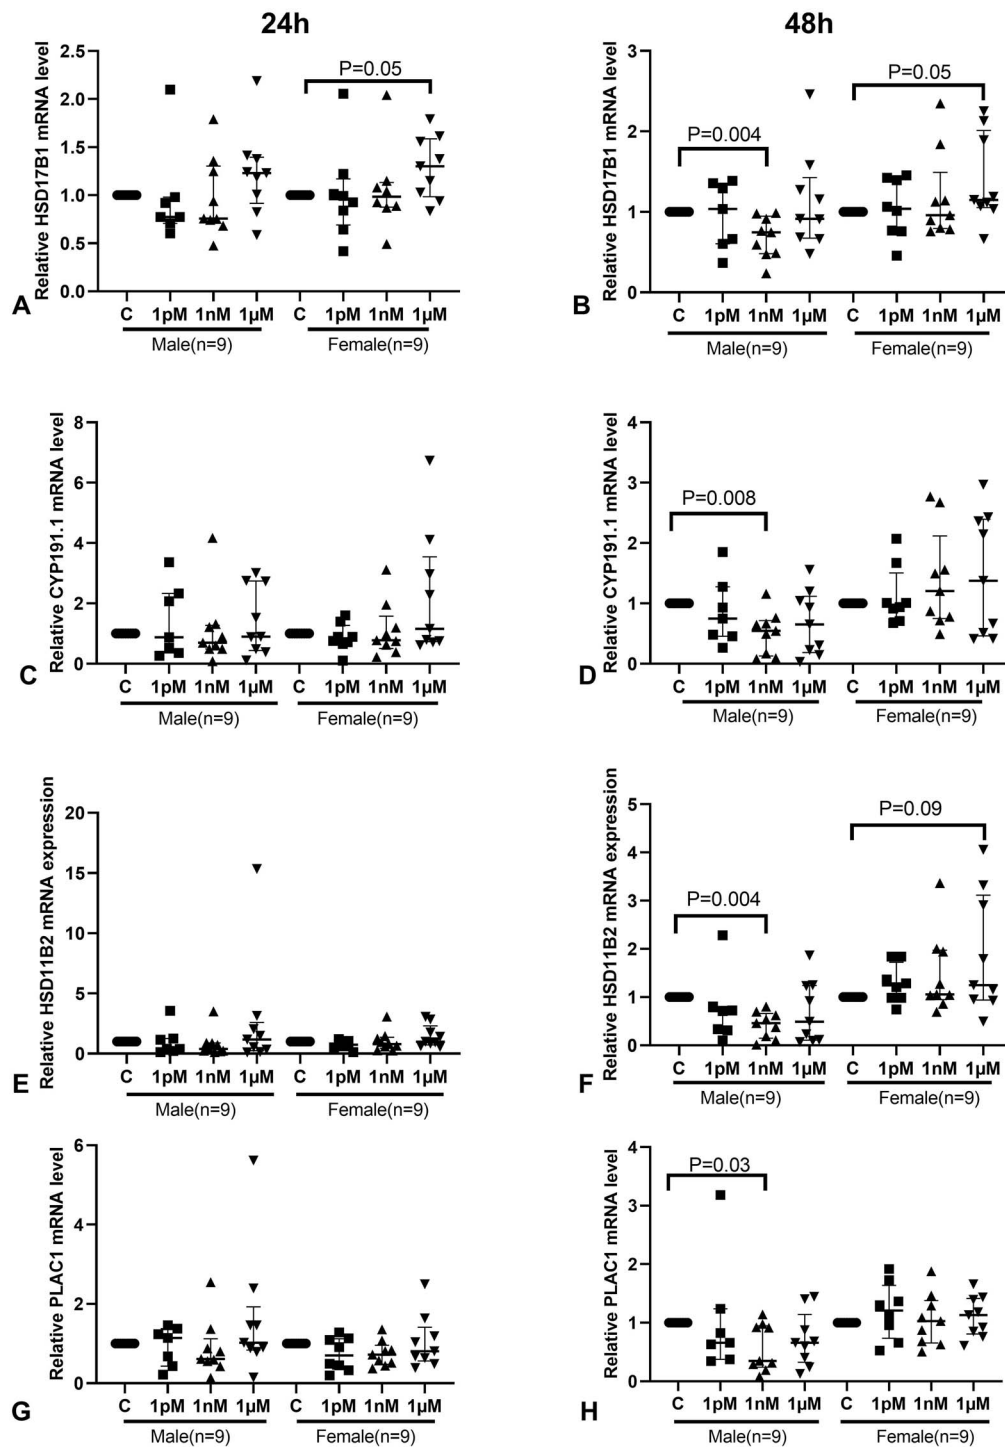 24h
48h
Relative HSD17B1 mRNA level
2.5
2.0
1.5
1.0
0.5
0.0
P=0.05
C 1pM 1nM 1µM C 1pM 1nM 1µM
Male(n=9) Female(n=9)
A
Relative HSD17B1 mRNA level
3
2
1
0
P=0.004
P=0.05
C 1pM 1nM 1µM C 1pM 1nM 1µM
Male(n=9) Female(n=9)
B
Relative CYP191.1 mRNA level
8
6
4
2
0
C 1pM 1nM 1µM C 1pM 1nM 1µM
Male(n=9) Female(n=9)
C
Relative CYP191.1 mRNA level
4
3
2
1
0
P=0.008
C 1pM 1nM 1µM C 1pM 1nM 1µM
Male(n=9) Female(n=9)
D
Relative HSD11B2 mRNA expression
20
15
10
5
0
C 1pM 1nM 1µM C 1pM 1nM 1µM
Male(n=9) Female(n=9)
E
Relative HSD11B2 mRNA expression
5
4
3
2
1
0
P=0.004
P=0.09
C 1pM 1nM 1µM C 1pM 1nM 1µM
Male(n=9) Female(n=9)
F
Relative PLAC1 mRNA level
6
4
2
0
C 1pM 1nM 1µM C 1pM 1nM 1µM
Male(n=9) Female(n=9)
G
Relative PLAC1 mRNA level
4
3
2
1
0
P=0.03
C 1pM 1nM 1µM C 1pM 1nM 1µM
Male(n=9) Female(n=9)
H